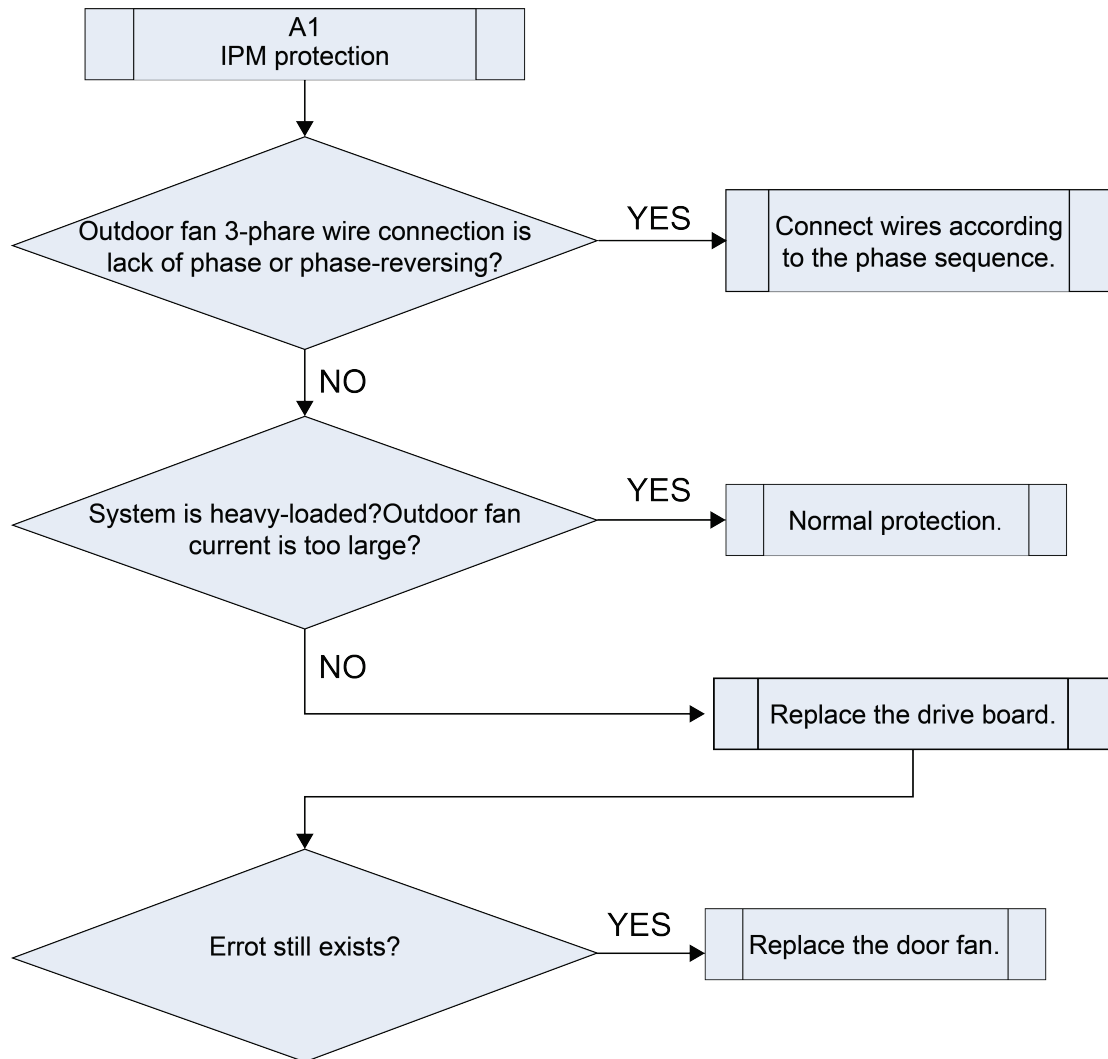 A1
IPM protection
Outdoor fan 3-phare wire connection is
lack of phase or phase-reversing?
YES
Connect wires according
to the phase sequence.
NO
System is heavy-loaded?Outdoor fan
current is too large?
YES
Normal protection.
NO
Replace the drive board.
Errot still exists?
YES
Replace the door fan.